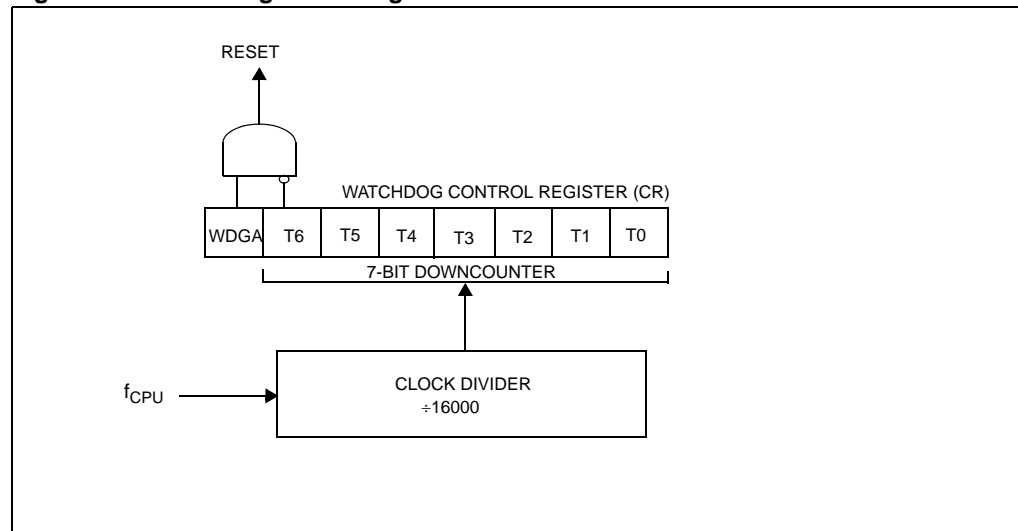 RESET
WATCHDOG CONTROL REGISTER (CR)
WDGA T6 T5 T4 T3 T2 T1 T0
7-BIT DOWNCOUNTER
fCPU
CLOCK DIVIDER
÷16000